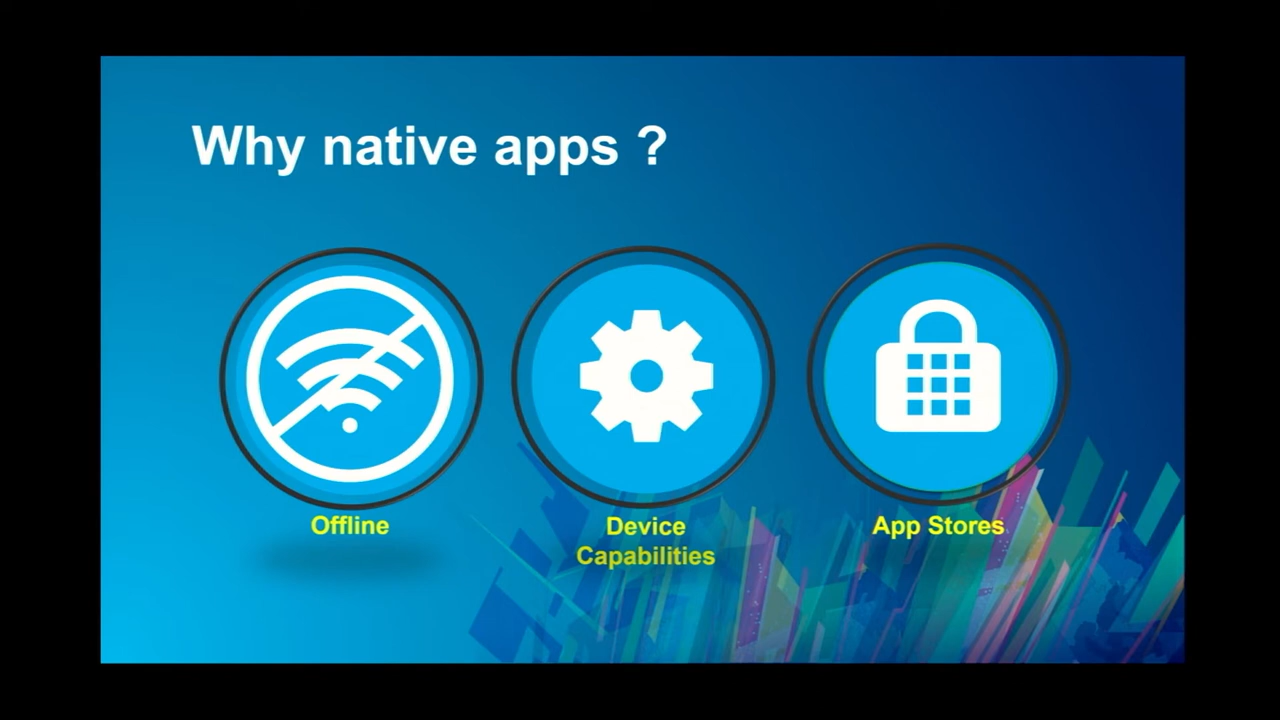 Why native apps ?
Offline
Device
Capabilities
App Stores